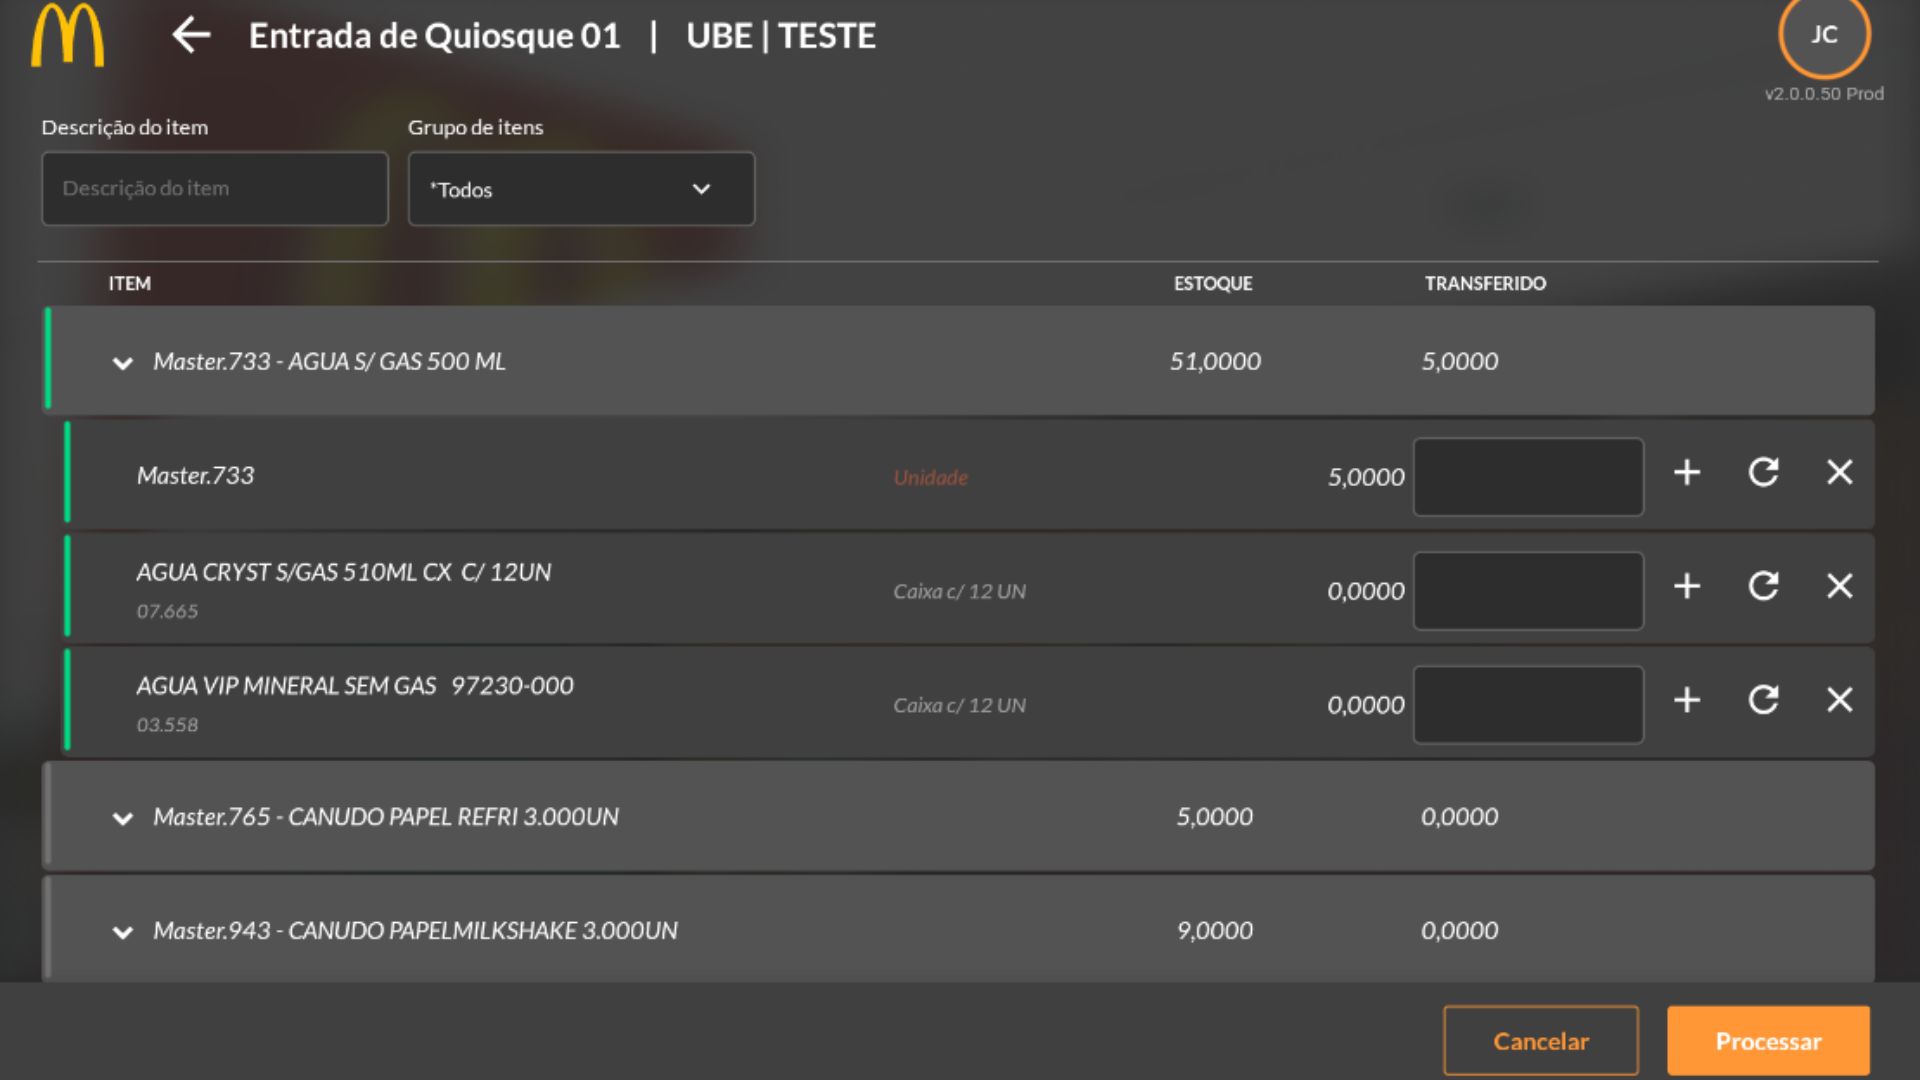 Entrada de Quiosque 01 | UBE | TESTE
JC
v2.0.0.50 Prod
Descrição do item
Grupo de itens
Descrição do item
*Todos
ITEM ESTOQUE TRANSFERIDO
Master.733 - AGUA S/ GAS 500 ML 51,0000 5,0000
Master.733 Unidade 5,0000
AGUA CRYST S/GAS 510ML CX C/ 12UN Caixa c/ 12 UN 0,0000
07.665
AGUA VIP MINERAL SEM GAS 97230-000 Caixa c/ 12 UN 0,0000
03.558
Master.765 - CANUDO PAPEL REFRI 3.000UN 5,0000 0,0000
Master.943 - CANUDO PAPELMILKSHAKE 3.000UN 9,0000 0,0000
Cancelar Processar